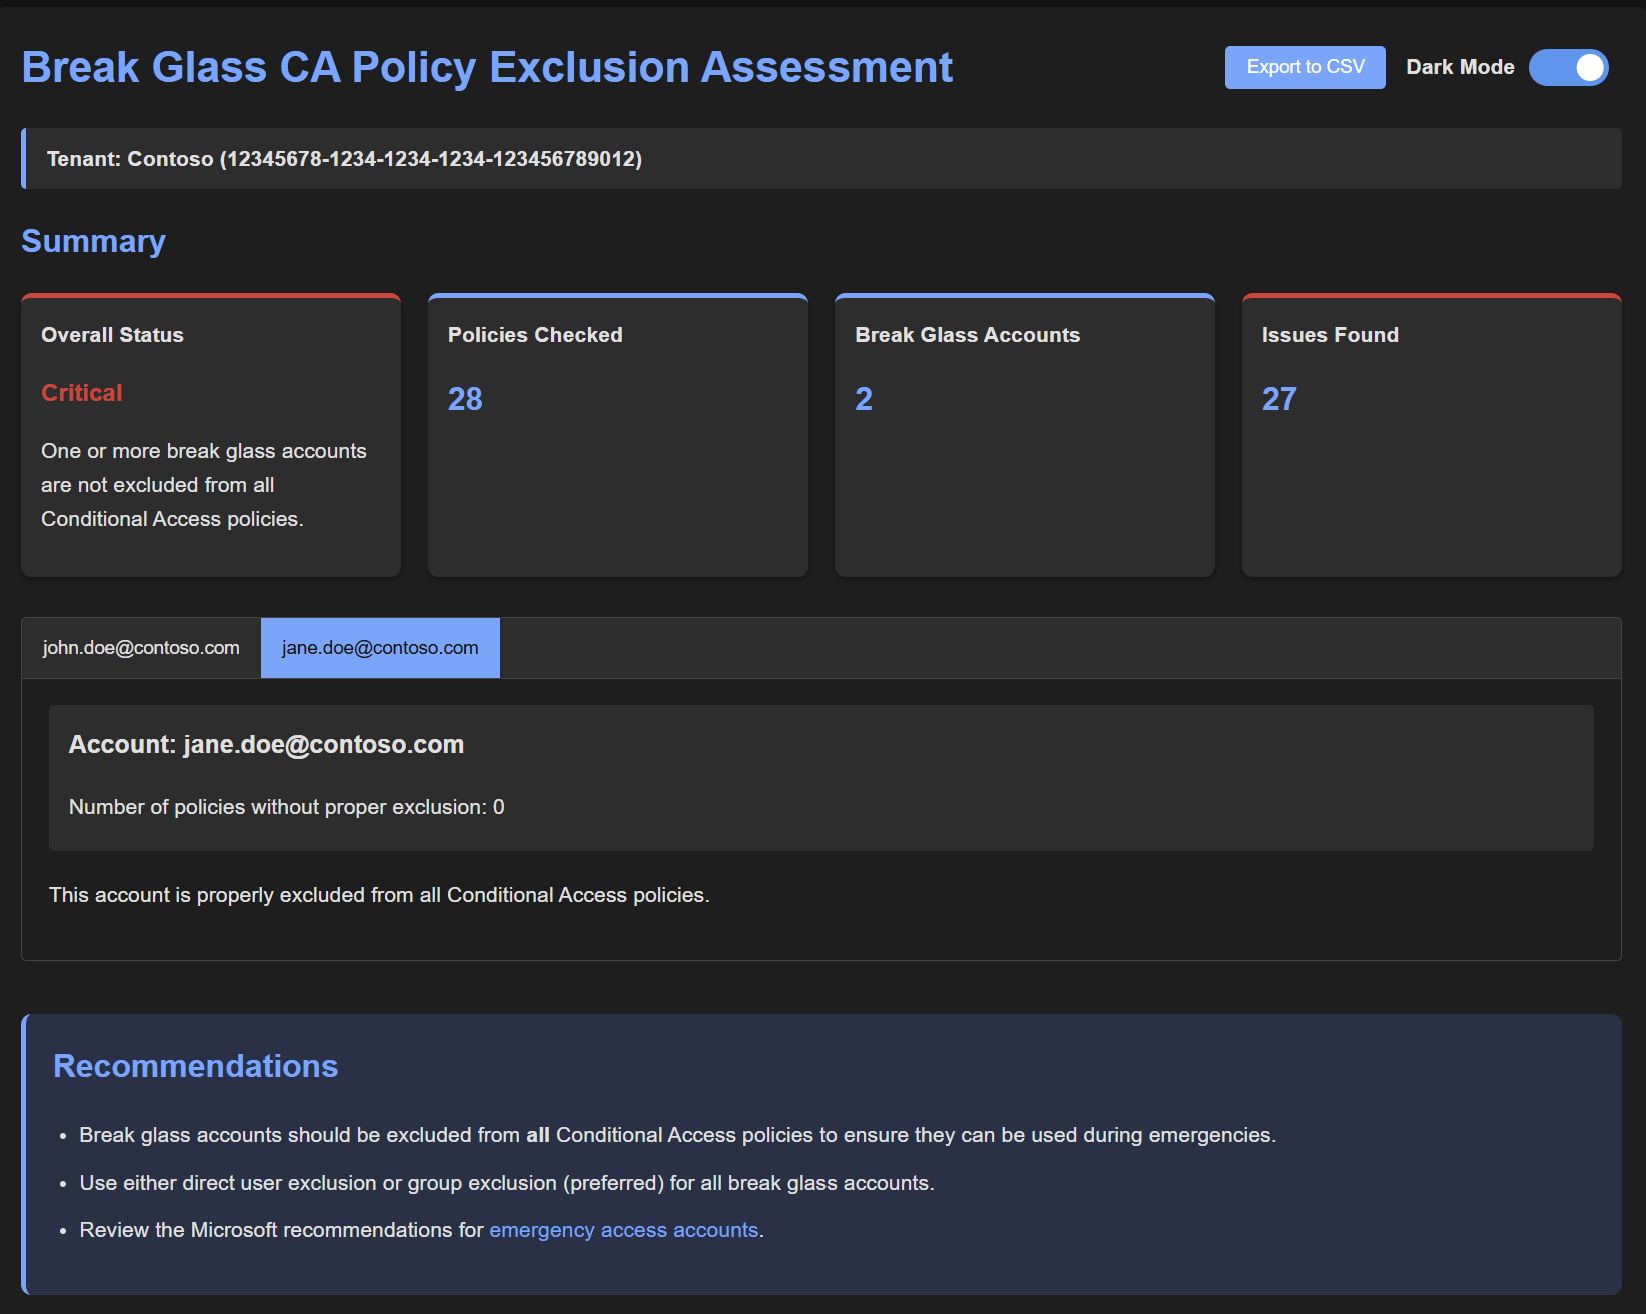 Break Glass CA Policy Exclusion Assessment
Export to CSV
Dark Mode
Tenant: Contoso (12345678-1234-1234-1234-123456789012)
Summary
Overall Status
Critical
One or more break glass accounts
are not excluded from all
Conditional Access policies.
Policies Checked
28
Break Glass Accounts
2
Issues Found
27
john.doe@contoso.com
jane.doe@contoso.com
Account: jane.doe@contoso.com
Number of policies without proper exclusion: 0
This account is properly excluded from all Conditional Access policies.
Recommendations
• Break glass accounts should be excluded from all Conditional Access policies to ensure they can be used during emergencies.
• Use either direct user exclusion or group exclusion (preferred) for all break glass accounts.
• Review the Microsoft recommendations for emergency access accounts.